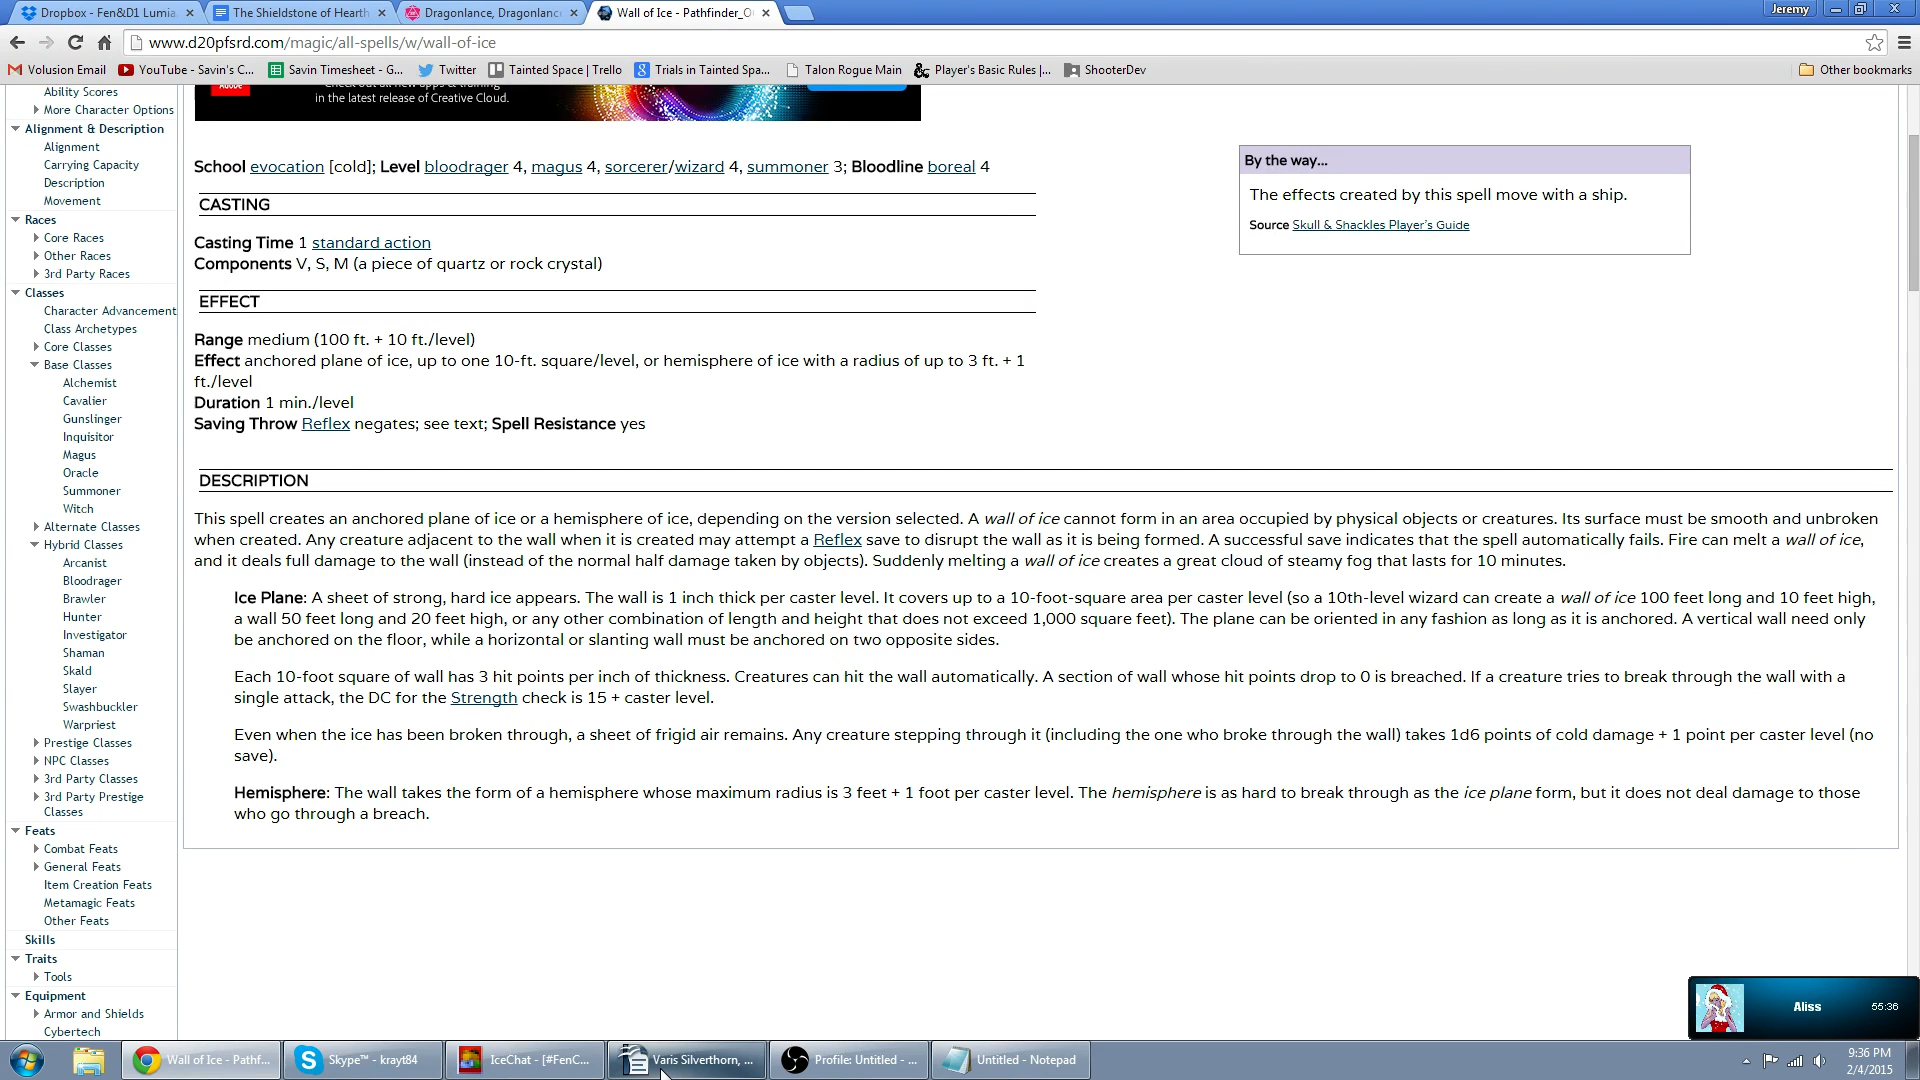 Dropbox - Fen&D1 Lumia
The Shieldstone of Hearth
Dragonlance, Dragonlanc
Wall of Ice - Pathfinder_O
Jeremy
www.d20pfsrd.com/magic/all-spells/w/wall-of-ice
Volusion Email
YouTube - Savin's C...
Savin Timesheet - G...
Twitter
Tainted Space | Trello
Trials in Tainted Spa...
Talon Rogue Main
Player's Basic Rules |...
ShooterDev
Other bookmarks
Ability Scores
More Character Options
Alignment & Description
Alignment
Carrying Capacity
Description
Movement
Races
Core Races
Other Races
3rd Party Races
Classes
Character Advancement
Class Archetypes
Core Classes
Base Classes
Alchemist
Cavalier
Gunslinger
Inquisitor
Magus
Oracle
Summoner
Witch
Alternate Classes
Hybrid Classes
Arcanist
Bloodrager
Brawler
Hunter
Investigator
Shaman
Skald
Slayer
Swashbuckler
Warpriest
Prestige Classes
NPC Classes
3rd Party Classes
3rd Party Prestige
Classes
Feats
Combat Feats
General Feats
Item Creation Feats
Metamagic Feats
Other Feats
Skills
Traits
Tools
Equipment
Armor and Shields
Cybertech
Adobe
in the latest release of Creative Cloud.
School evocation [cold]; Level bloodrager 4, magus 4, sorcerer/wizard 4, summoner 3; Bloodline boreal 4
CASTING
Casting Time 1 standard action
Components V, S, M (a piece of quartz or rock crystal)
EFFECT
Range medium (100 ft. + 10 ft./level)
Effect anchored plane of ice, up to one 10-ft. square/level, or hemisphere of ice with a radius of up to 3 ft. + 1
ft./level
Duration 1 min./level
Saving Throw Reflex negates; see text; Spell Resistance yes
By the way...
The effects created by this spell move with a ship.
Source Skull & Shackles Player's Guide
DESCRIPTION
This spell creates an anchored plane of ice or a hemisphere of ice, depending on the version selected. A wall of ice cannot form in an area occupied by physical objects or creatures. Its surface must be smooth and unbroken
when created. Any creature adjacent to the wall when it is created may attempt a Reflex save to disrupt the wall as it is being formed. A successful save indicates that the spell automatically fails. Fire can melt a wall of ice,
and it deals full damage to the wall (instead of the normal half damage taken by objects). Suddenly melting a wall of ice creates a great cloud of steamy fog that lasts for 10 minutes.
Ice Plane: A sheet of strong, hard ice appears. The wall is 1 inch thick per caster level. It covers up to a 10-foot-square area per caster level (so a 10th-level wizard can create a wall of ice 100 feet long and 10 feet high,
a wall 50 feet long and 20 feet high, or any other combination of length and height that does not exceed 1,000 square feet). The plane can be oriented in any fashion as long as it is anchored. A vertical wall need only
be anchored on the floor, while a horizontal or slanting wall must be anchored on two opposite sides.
Each 10-foot square of wall has 3 hit points per inch of thickness. Creatures can hit the wall automatically. A section of wall whose hit points drop to 0 is breached. If a creature tries to break through the wall with a
single attack, the DC for the Strength check is 15 + caster level.
Even when the ice has been broken through, a sheet of frigid air remains. Any creature stepping through it (including the one who broke through the wall) takes 1d6 points of cold damage + 1 point per caster level (no
save).
Hemisphere: The wall takes the form of a hemisphere whose maximum radius is 3 feet + 1 foot per caster level. The hemisphere is as hard to break through as the ice plane form, but it does not deal damage to those
who go through a breach.
Aliss
55:36
Wall of Ice - Pathf...
Skype™ - krayt84
IceChat - [#FenC...
Varis Silverthorn, ...
Profile: Untitled - ...
Untitled - Notepad
9:36 PM
2/4/2015